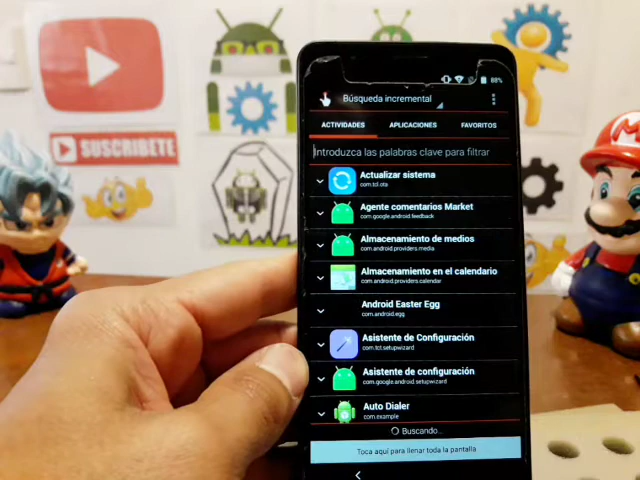 88%
Búsqueda incremental
ACTIVIDADES APLICACIONES FAVORITOS
Introduzca las palabras clave para filtrar
Actualizar sistema
com.tcl.ota
Agente comentarios Market
com.google.android.feedback
Almacenamiento de medios
com.android.providers.media
Almacenamiento en el calendario
com.android.providers.calendar
Android Easter Egg
com.android.egg
Asistente de Configuración
com.tct.setupwizard
Asistente de configuración
com.google.android.setupwizard
Auto Dialer
com.example
Buscando...
Toca aquí para llenar toda la pantalla
SUSCRIBETE
M